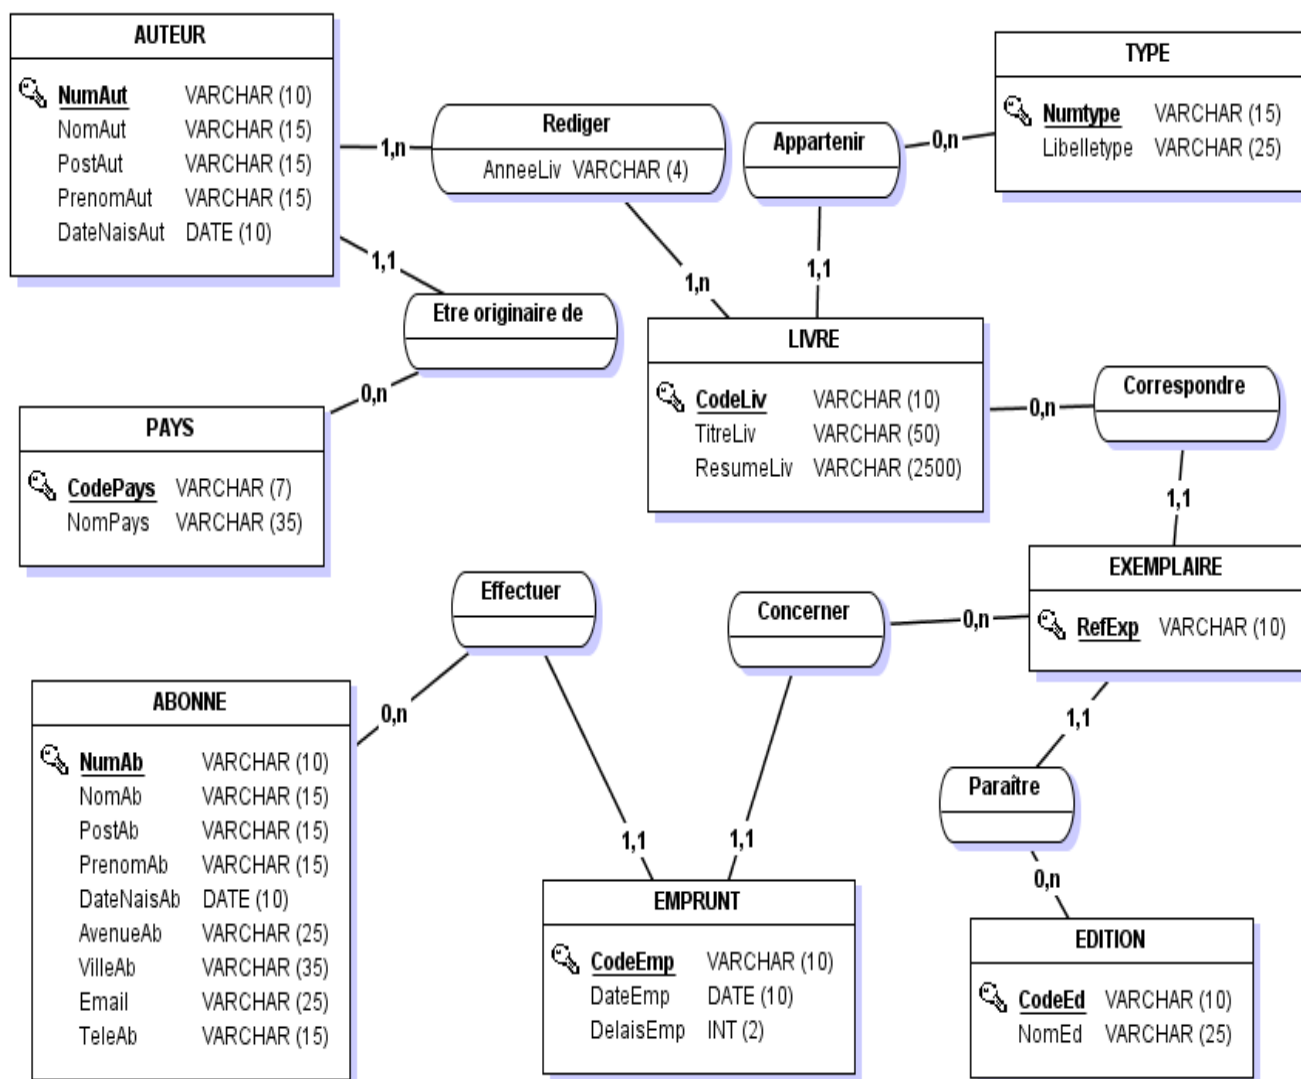 AUTEUR
NumAut VARCHAR (10)
NomAut VARCHAR (15)
PostAut VARCHAR (15)
PrenomAut VARCHAR (15)
DateNaisAut DATE (10)
1,n
Rediger
AnneeLiv VARCHAR (4)
Appartenir
0,n
TYPE
Numtype VARCHAR (15)
Libelletype VARCHAR (25)
1,1
Etre originaire de
0,n
1,n
1,1
LIVRE
CodeLiv VARCHAR (10)
TitreLiv VARCHAR (50)
ResumeLiv VARCHAR (2500)
0,n
Correspondre
1,1
PAYS
CodePays VARCHAR (7)
NomPays VARCHAR (35)
EXEMPLAIRE
RefExp VARCHAR (10)
Effectuer
Concerner
0,n
0,n
1,1
1,1
1,1
ABONNE
NumAb VARCHAR (10)
NomAb VARCHAR (15)
PostAb VARCHAR (15)
PrenomAb VARCHAR (15)
DateNaisAb DATE (10)
AvenueAb VARCHAR (25)
VilleAb VARCHAR (35)
Email VARCHAR (25)
TeleAb VARCHAR (15)
Paraître
0,n
EMPRUNT
CodeEmp VARCHAR (10)
DateEmp DATE (10)
DelaisEmp INT (2)
EDITION
CodeEd VARCHAR (10)
NomEd VARCHAR (25)